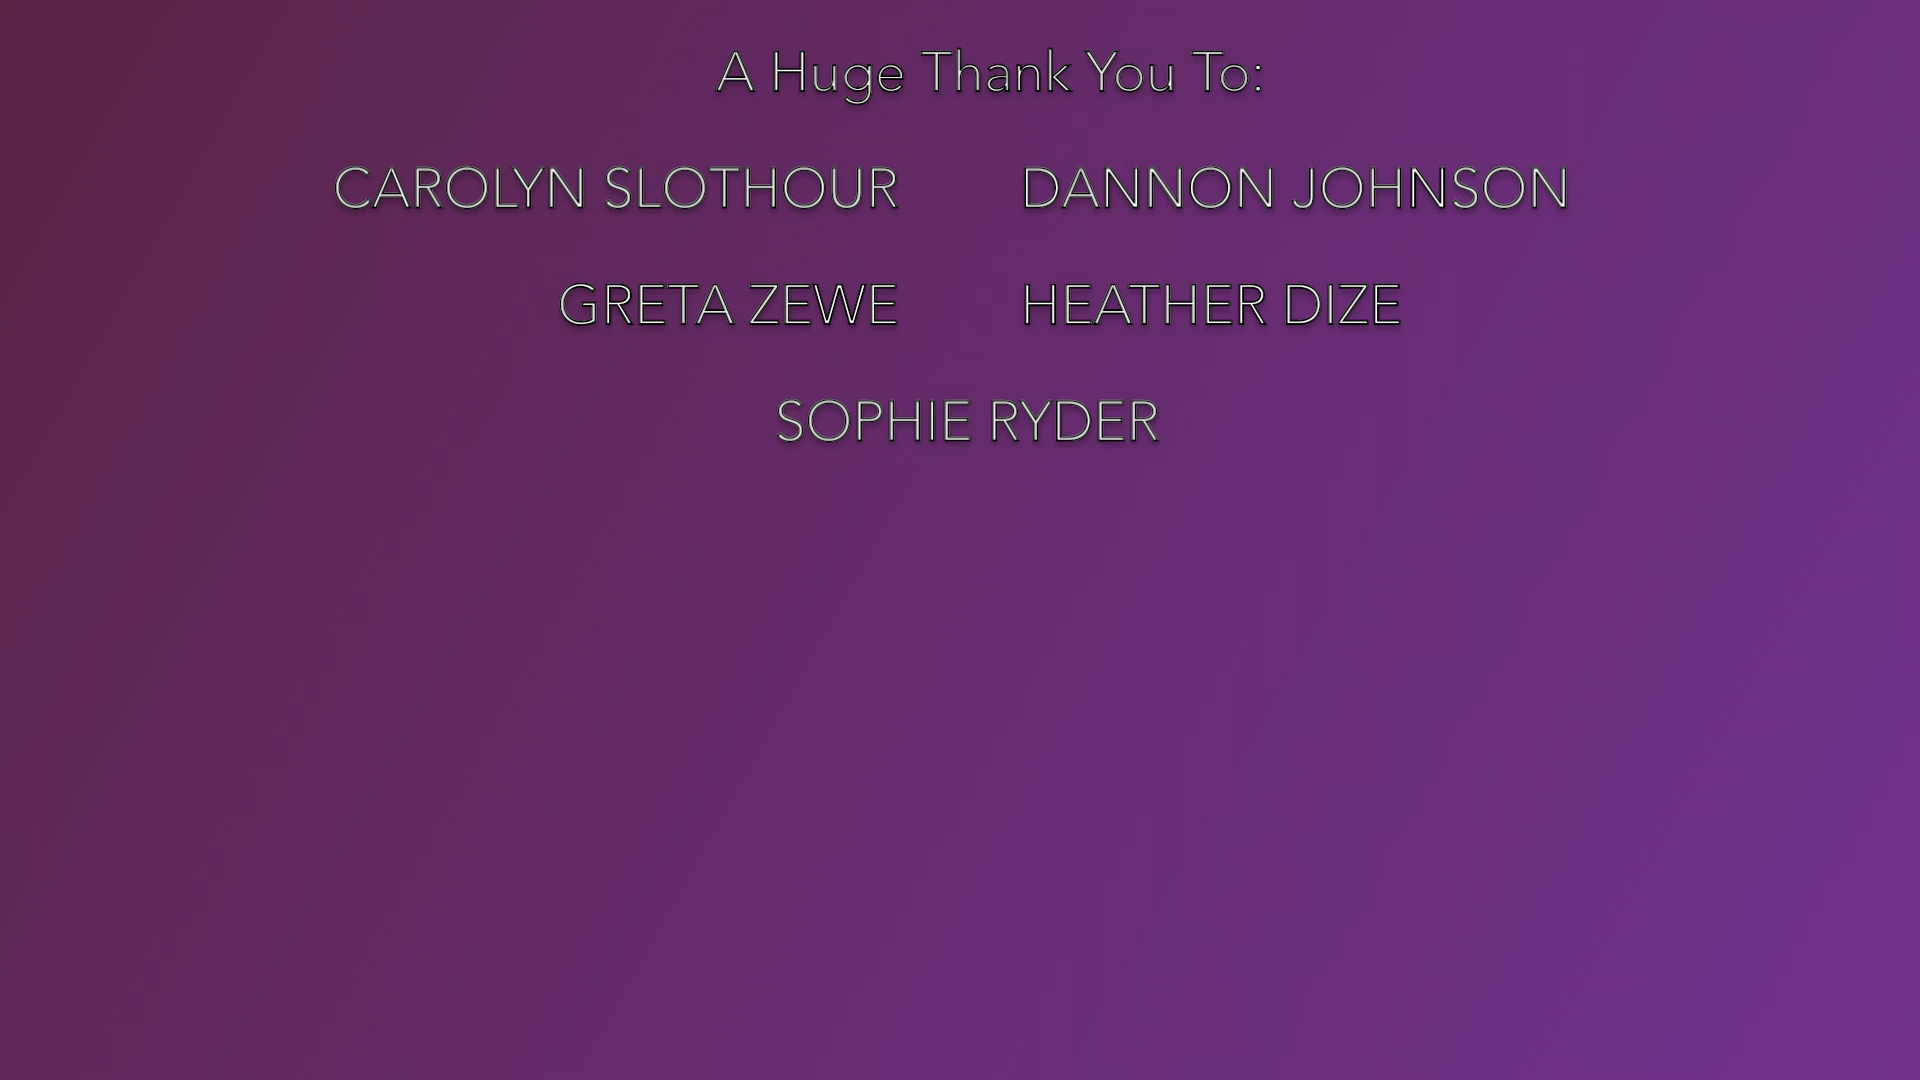 A Huge Thank You To:
CAROLYN SLOTHOUR DANNON JOHNSON
GRETA ZEWE HEATHER DIZE
SOPHIE RYDER